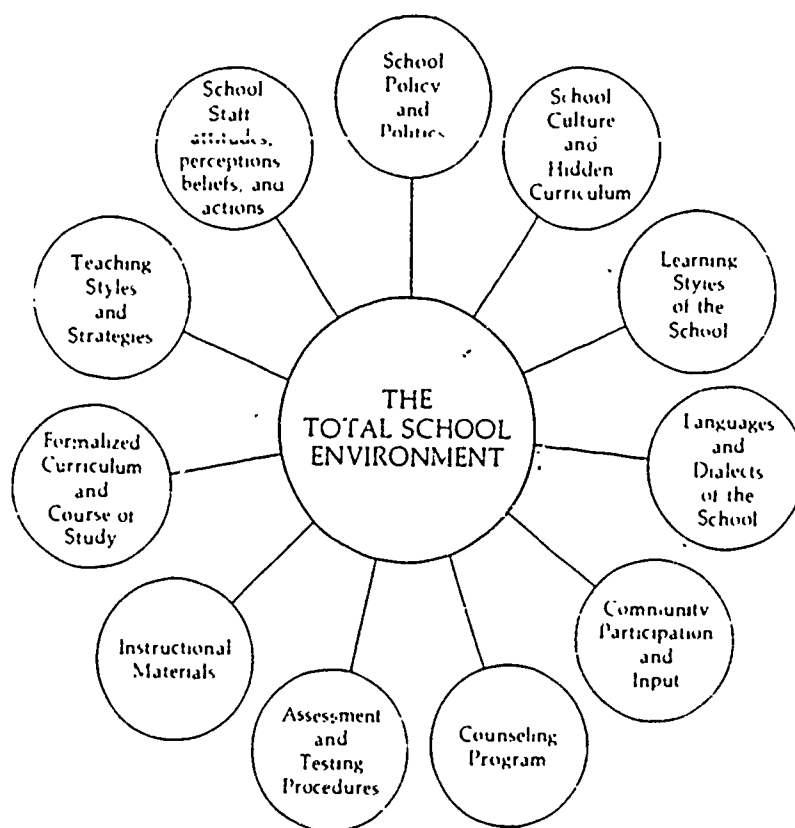 School
Policy
and
Politics
School
Culture
and
Hidden
Curriculum
Learning
Styles
of the
School
Languages
and
Dialects
of the
School
Community
Participation
and
Input
Counseling
Program
Assessment
and
Testing
Procedures
Instructional
Materials
Formalized
Curriculum
and
Course of
Study
Teaching
Styles
and
Strategies
School
Staff
attitudes,
perceptions
beliefs, and
actions
THE
TOTAL SCHOOL
ENVIRONMENT